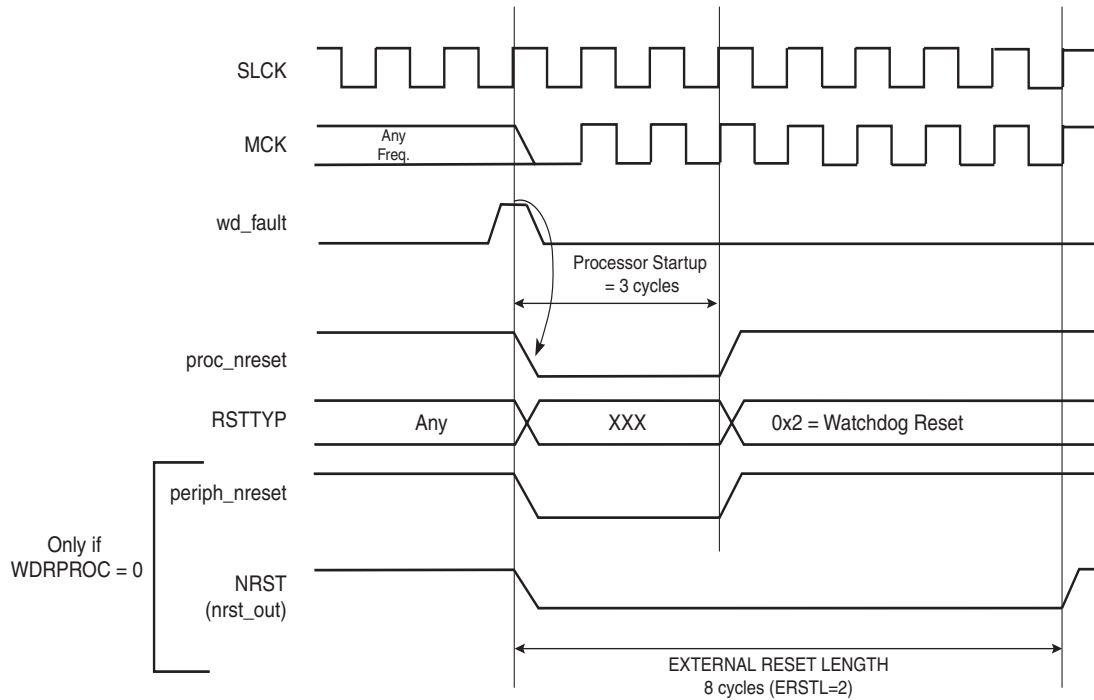 SLCK
MCK
Any
Freq.
wd_fault
Processor Startup
= 3 cycles
proc_nreset
RSTTYP
Any
XXX
0x2 = Watchdog Reset
periph_nreset
Only if
WDRPROC = 0
NRST
(nrst_out)
EXTERNAL RESET LENGTH
8 cycles (ERSTL=2)